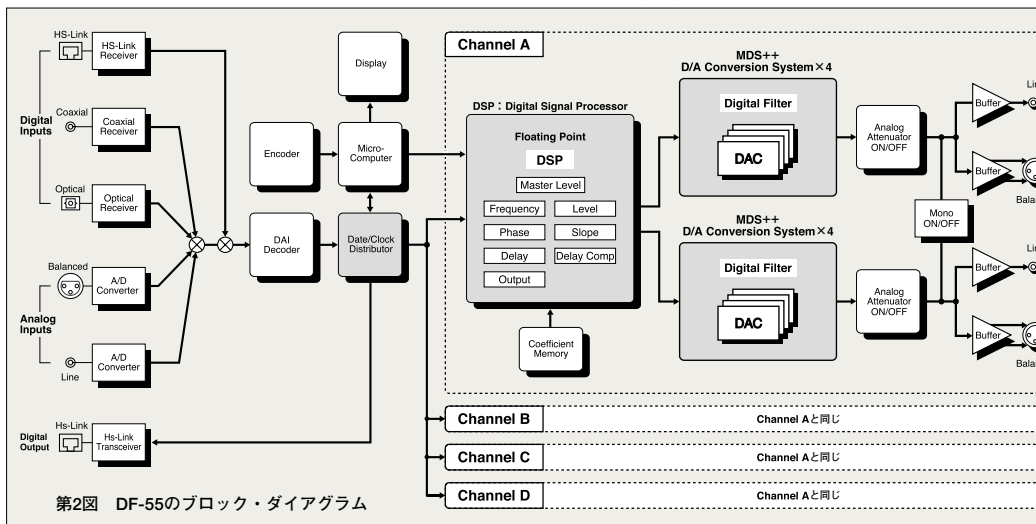 HS-Link
HS-Link
Receiver
Digital
Inputs
Coaxial
Coaxial
Receiver
Optical
Optical
Receiver
Balanced
A/D
Converter
Analog
Inputs
A/D
Converter
Line
Digital
Output
Hs-Link
Hs-Link
Transceiver
Display
Encoder
Micro-
Computer
DAI
Decoder
Date/Clock
Distributor
Channel A
DSP：Digital Signal Processor
Floating Point
DSP
Master Level
Frequency
Level
Phase
Slope
Delay
Delay Comp
Output
Coefficient
Memory
MDS++
D/A Conversion System×4
Digital Filter
DAC
Analog
Attenuator
ON/OFF
Buffer
Lin
Buffer
Balan
Mono
ON/OFF
MDS++
D/A Conversion System×4
Digital Filter
DAC
Analog
Attenuator
ON/OFF
Buffer
Lin
Buffer
Balan
Channel B
Channel Aと同じ
Channel C
Channel Aと同じ
Channel D
Channel Aと同じ
第2図 DF-55のブロック・ダイアグラム